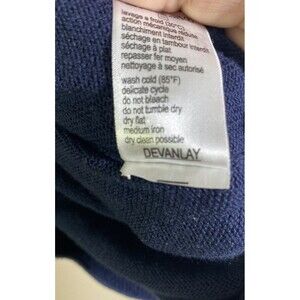 lavage a froid (30°C)
action mécanique réduite
blanchiment interdit
séchage en tambour interdit
séchage à plat
repasser fer moyen
nettoyage à sec autorisé
wash cold (85°F)
delicate cycle
do not bleach
do not tumble dry
dry flat
medium iron
dry clean possible
DEVANLAY